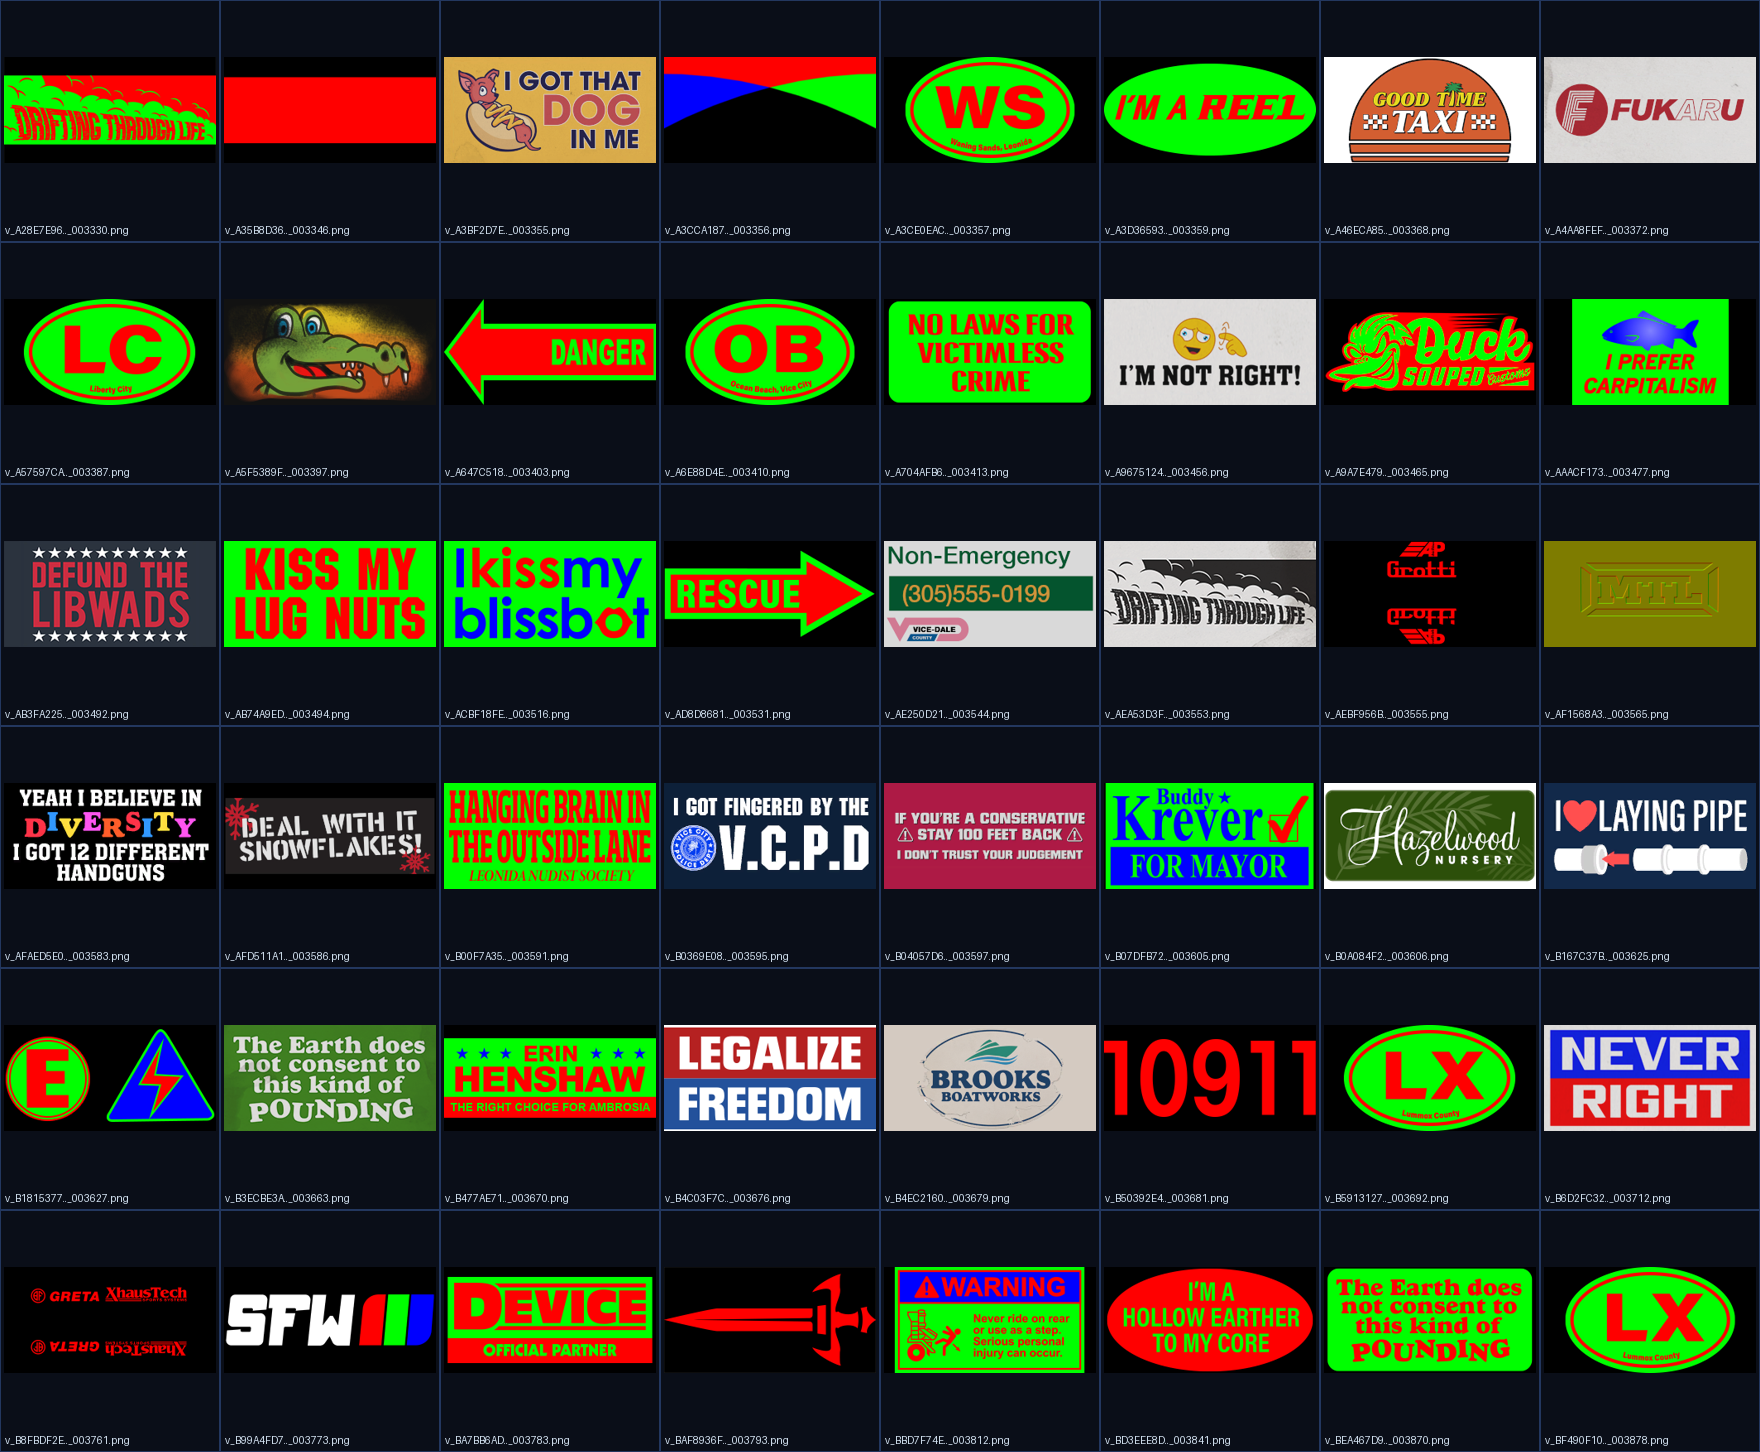 DRIFTING THROUGH LIFE
I GOT THAT
DOG
IN ME
WS
Waning Sands, Leonida
I'M A REEL
GOOD TIME
TAXI
FUKARU
v_A28E7E96.._003330.png
v_A35B8D36.._003346.png
v_A3BF2D7E.._003355.png
v_A3CCA187.._003356.png
v_A3CE0EAC.._003357.png
v_A3D36593.._003359.png
v_A46ECA85.._003368.png
v_A4AA8FEF.._003372.png
LC
Liberty City
DANGER
OB
Ocean Beach, Vice City
NO LAWS FOR
VICTIMLESS
CRIME
I'M NOT RIGHT!
Duck
SOUPED Customs
I PREFER
CARPITALISM
v_A57597CA.._003387.png
v_A5F5389F.._003397.png
v_A647C518.._003403.png
v_A6E88D4E.._003410.png
v_A704AFB6.._003413.png
v_A9675124.._003456.png
v_A9A7E479.._003465.png
v_AAACF173.._003477.png
DEFUND THE
LIBWADS
KISS MY
LUG NUTS
I kiss my
blissbot
RESCUE
Non-Emergency
(305)555-0199
VICE-DALE
COUNTY
DRIFTING THROUGH LIFE
AP
Grotti
Grotti
AP
MTL
v_AB3FA225.._003492.png
v_AB74A9ED.._003494.png
v_ACBF18FE.._003516.png
v_AD8D8681.._003531.png
v_AE250D21.._003544.png
v_AEA53D3F.._003553.png
v_AEBF956B.._003555.png
v_AF1568A3.._003565.png
YEAH I BELIEVE IN
DIVERSITY
I GOT 12 DIFFERENT
HANDGUNS
DEAL WITH IT
SNOWFLAKES!
HANGING BRAIN IN
THE OUTSIDE LANE
LEONIDA NUDIST SOCIETY
I GOT FINGERED BY THE
V.C.P.D
IF YOU'RE A CONSERVATIVE
STAY 100 FEET BACK
I DON'T TRUST YOUR JUDGEMENT
Buddy
Krever
FOR MAYOR
Hazelwood
NURSERY
I LAYING PIPE
v_AFAED5E0.._003583.png
v_AFD511A1.._003586.png
v_B00F7A35.._003591.png
v_B0369E08.._003595.png
v_B04057D6.._003597.png
v_B07DFB72.._003605.png
v_B0A084F2.._003606.png
v_B167C37B.._003625.png
E
The Earth does
not consent to
this kind of
POUNDING
ERIN
HENSHAW
THE RIGHT CHOICE FOR AMBROSIA
LEGALIZE
FREEDOM
BROOKS
BOATWORKS
10911
LX
Lummox County
NEVER
RIGHT
v_B1815377.._003627.png
v_B3ECBE3A.._003663.png
v_B477AE71.._003670.png
v_B4C03F7C.._003676.png
v_B4EC2160.._003679.png
v_B50392E4.._003681.png
v_B5913127.._003692.png
v_B6D2FC32.._003712.png
GRETA XhausTech
GRETA XhausTech
SFW
DEVICE
OFFICIAL PARTNER
WARNING
Never ride on rear
or use as a step.
Serious personal
injury can occur.
I'M A
HOLLOW EARTHER
TO MY CORE
The Earth does
not consent to
this kind of
POUNDING
LX
Lummox County
v_B8FBDF2E.._003761.png
v_B99A4FD7.._003773.png
v_BA7BB6AD.._003783.png
v_BAF8936F.._003793.png
v_BBD7F74E.._003812.png
v_BD3EEE8D.._003841.png
v_BEA467D9.._003870.png
v_BF490F10.._003878.png